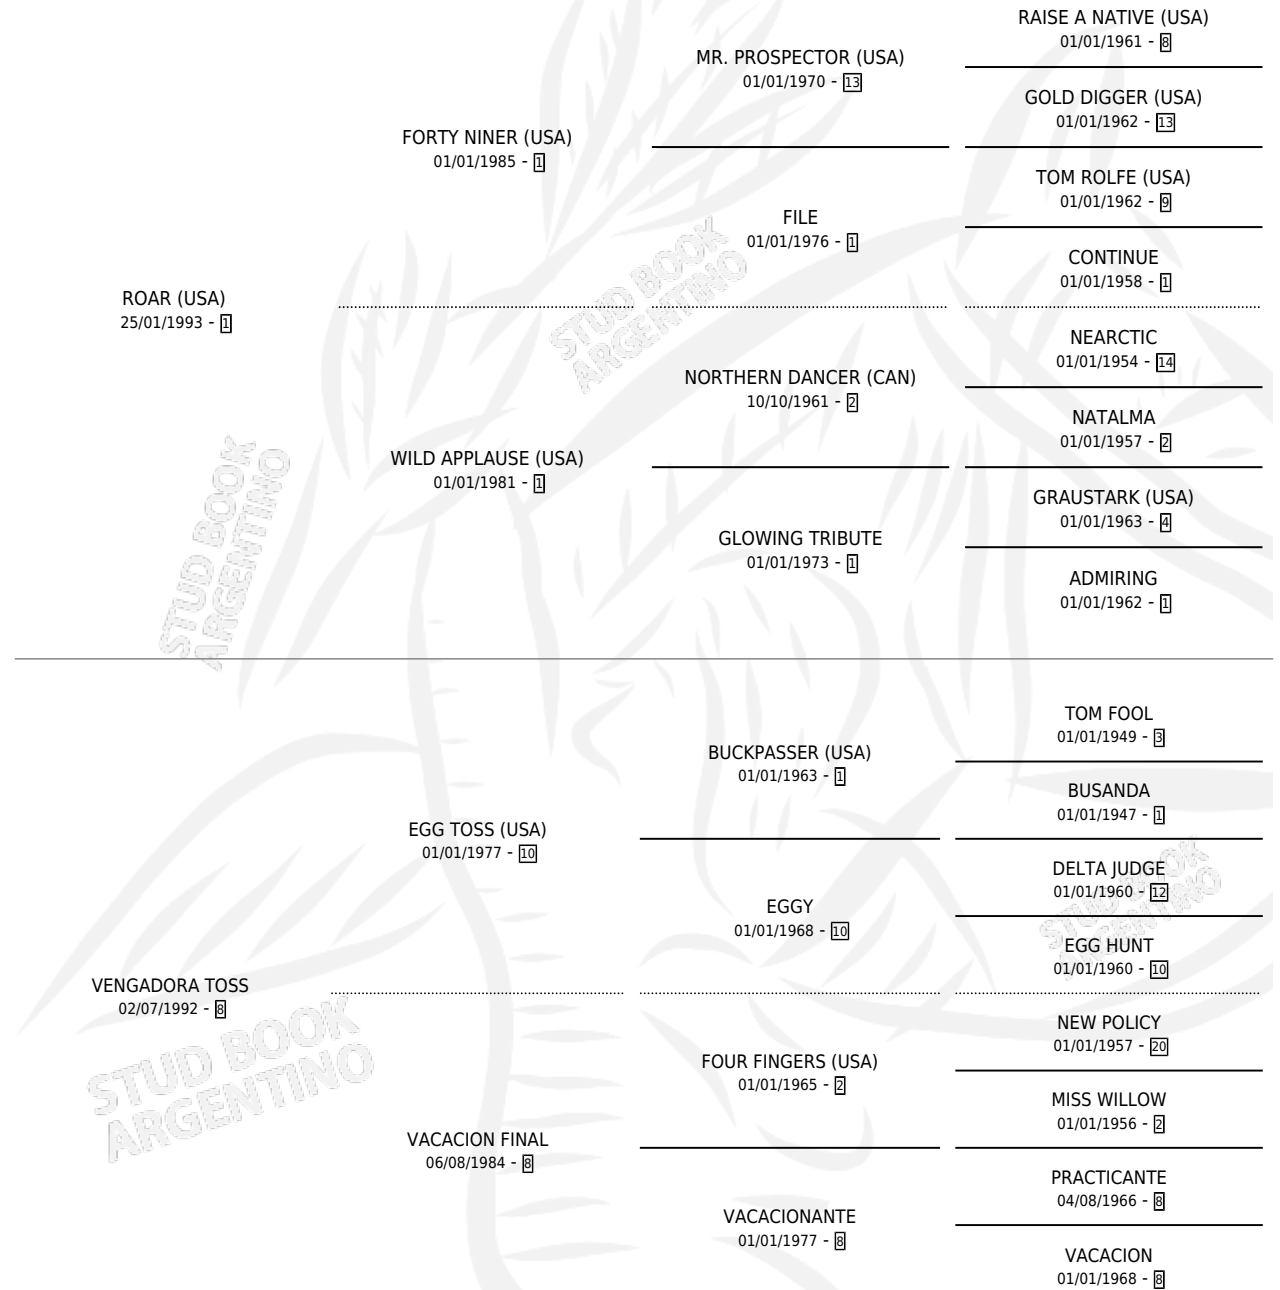 RAISE A NATIVE (USA)
01/01/1961 - 8
MR. PROSPECTOR (USA)
01/01/1970 - 13
GOLD DIGGER (USA)
01/01/1962 - 13
FORTY NINER (USA)
01/01/1985 - 1
TOM ROLFE (USA)
01/01/1962 - 9
FILE
01/01/1976 - 1
CONTINUE
01/01/1958 - 1
ROAR (USA)
25/01/1993 - 1
NEARCTIC
01/01/1954 - 14
NORTHERN DANCER (CAN)
10/10/1961 - 2
NATALMA
01/01/1957 - 2
WILD APPLAUSE (USA)
01/01/1981 - 1
GRAUSTARK (USA)
01/01/1963 - 4
GLOWING TRIBUTE
01/01/1973 - 1
ADMIRING
01/01/1962 - 1
TOM FOOL
01/01/1949 - 3
BUCKPASSER (USA)
01/01/1963 - 1
BUSANDA
01/01/1947 - 1
EGG TOSS (USA)
01/01/1977 - 10
DELTA JUDGE
01/01/1960 - 12
EGGY
01/01/1968 - 10
EGG HUNT
01/01/1960 - 10
VENGADORA TOSS
02/07/1992 - 8
NEW POLICY
01/01/1957 - 20
FOUR FINGERS (USA)
01/01/1965 - 2
MISS WILLOW
01/01/1956 - 2
VACACION FINAL
06/08/1984 - 8
PRACTICANTE
04/08/1966 - 8
VACACIONANTE
01/01/1977 - 8
VACACION
01/01/1968 - 8
STUD BOOK
ARGENTINO
STUD BOOK
ARGENTINO
STUD BOOK
ARGENTINO
STUD BOOK
ARGENTINO